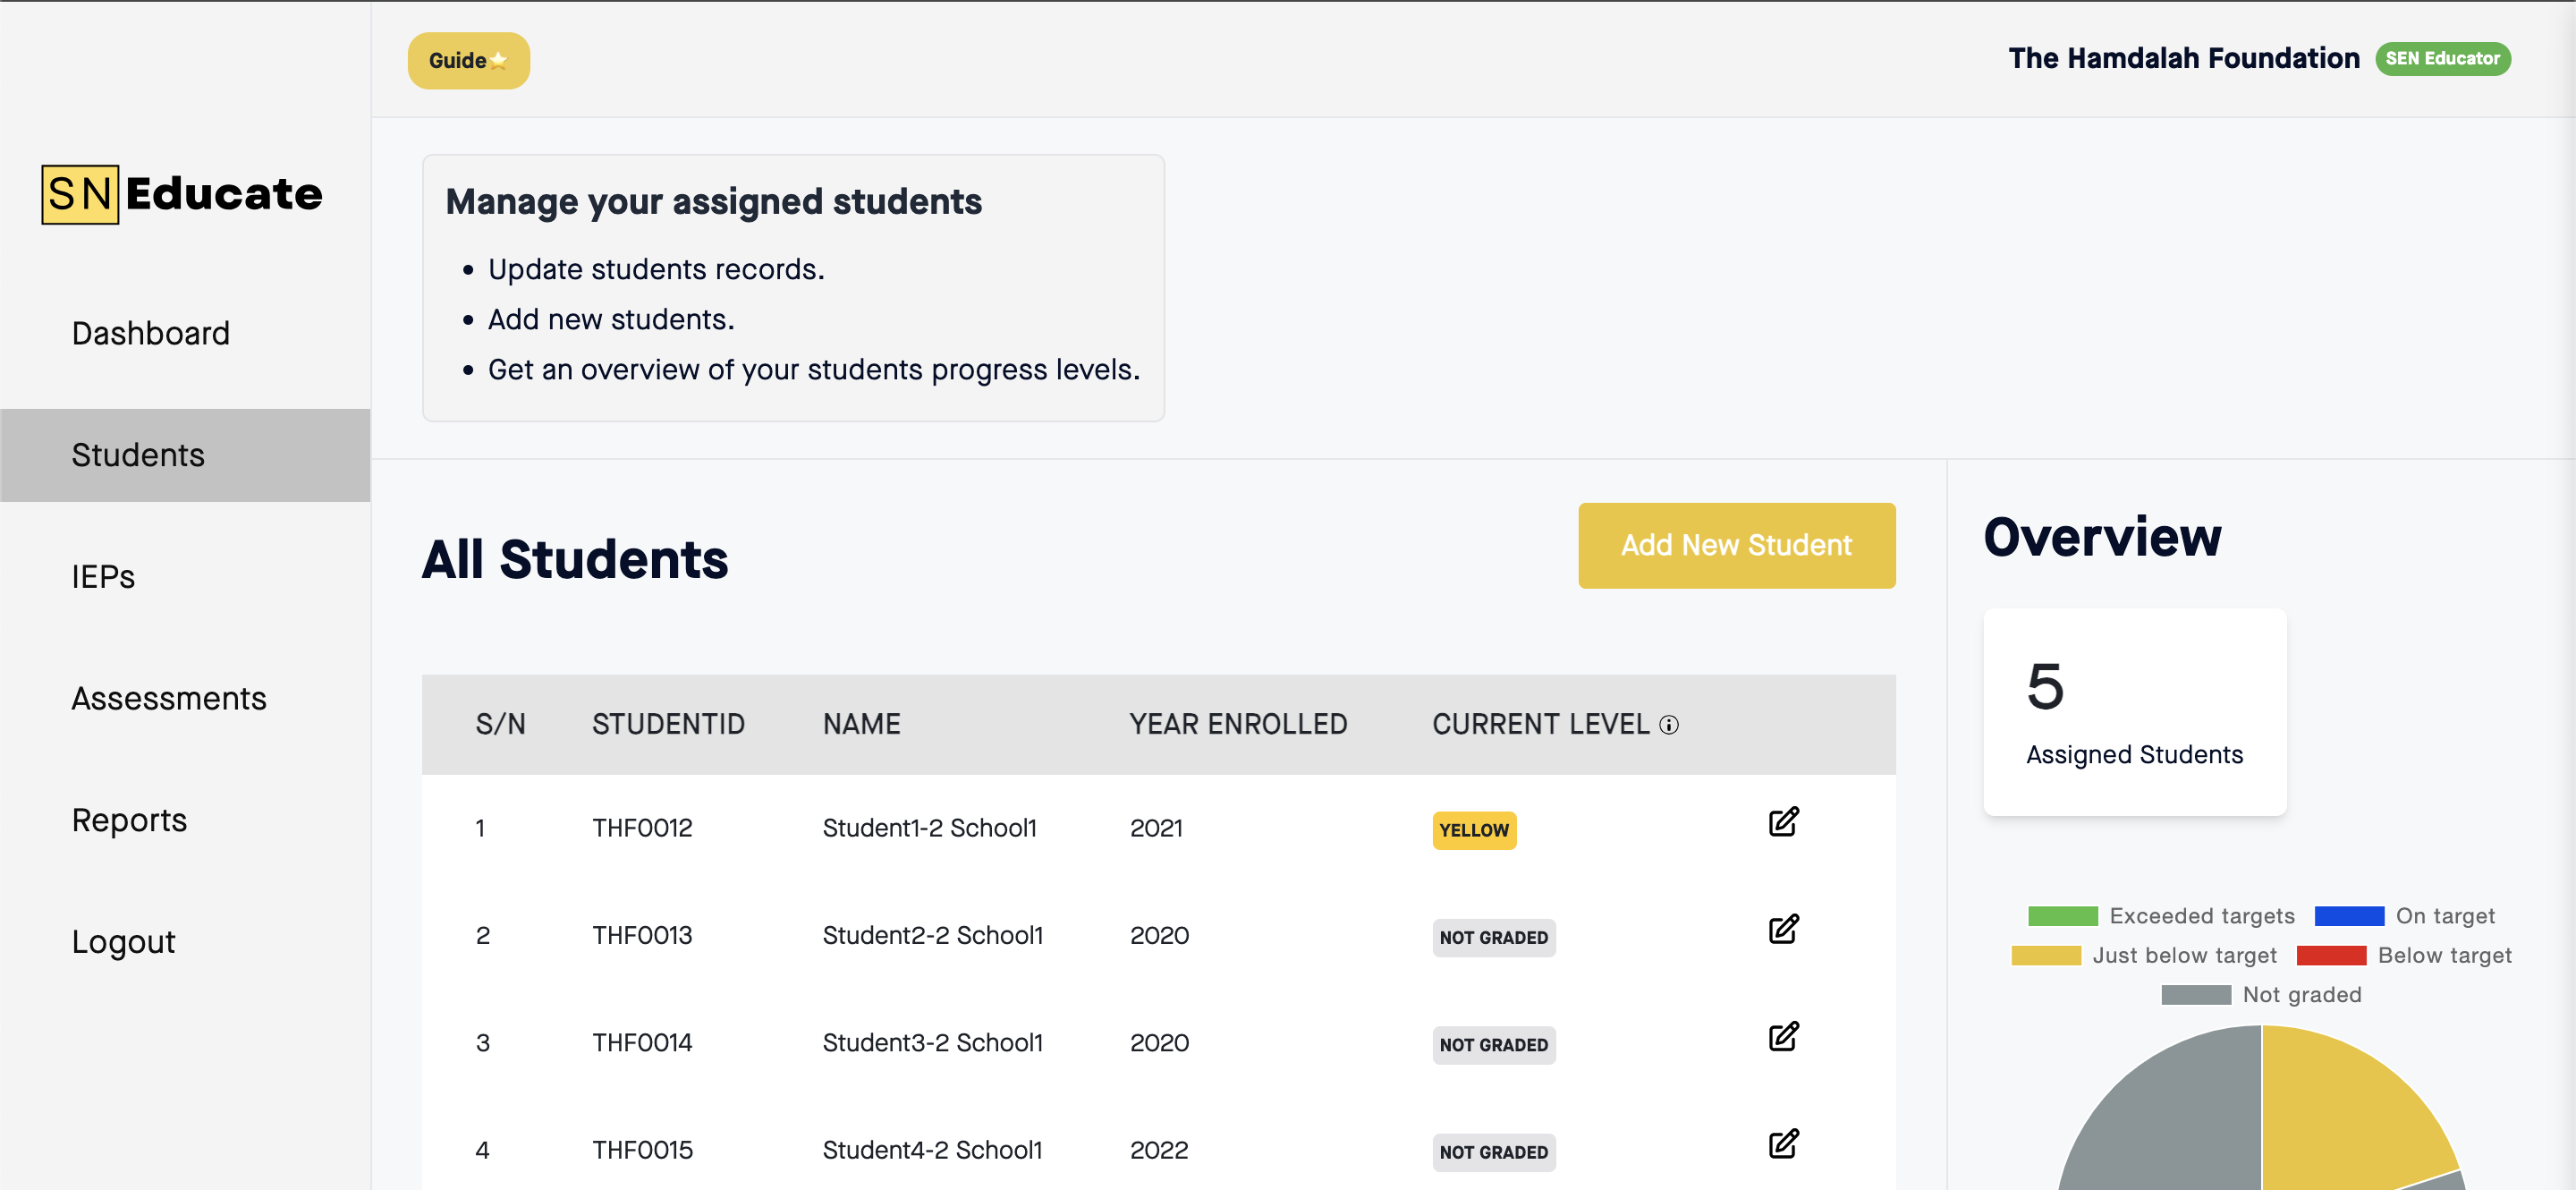 Guide
The Hamdalah Foundation SEN Educator
SN Educate
Dashboard
Students
IEPs
Assessments
Reports
Logout
Manage your assigned students
Update students records.
Add new students.
Get an overview of your students progress levels.
All Students
Add New Student
S/N STUDENTID NAME YEAR ENROLLED CURRENT LEVEL
1 THF0012 Student1-2 School1 2021 YELLOW
2 THF0013 Student2-2 School1 2020 NOT GRADED
3 THF0014 Student3-2 School1 2020 NOT GRADED
4 THF0015 Student4-2 School1 2022 NOT GRADED
Overview
5
Assigned Students
Exceeded targets On target
Just below target Below target
Not graded